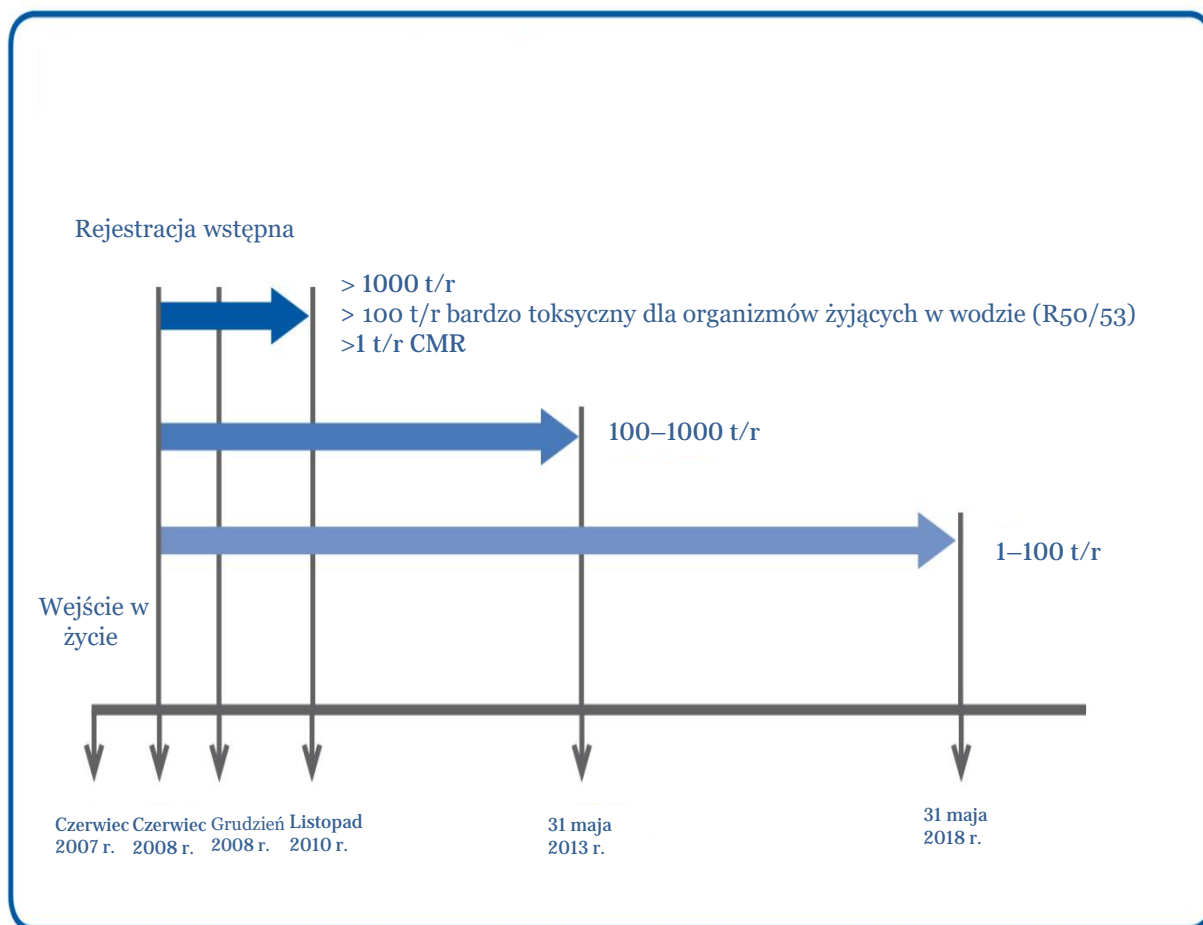 Rejestracja wstępna
> 1000 t/r
> 100 t/r bardzo toksyczny dla organizmów żyjących w wodzie (R50/53)
>1 t/r CMR
100–1000 t/r
1–100 t/r
Wejście w
życie
Czerwiec
2007 r.
Czerwiec
2008 r.
Grudzień
2008 r.
Listopad
2010 r.
31 maja
2013 r.
31 maja
2018 r.